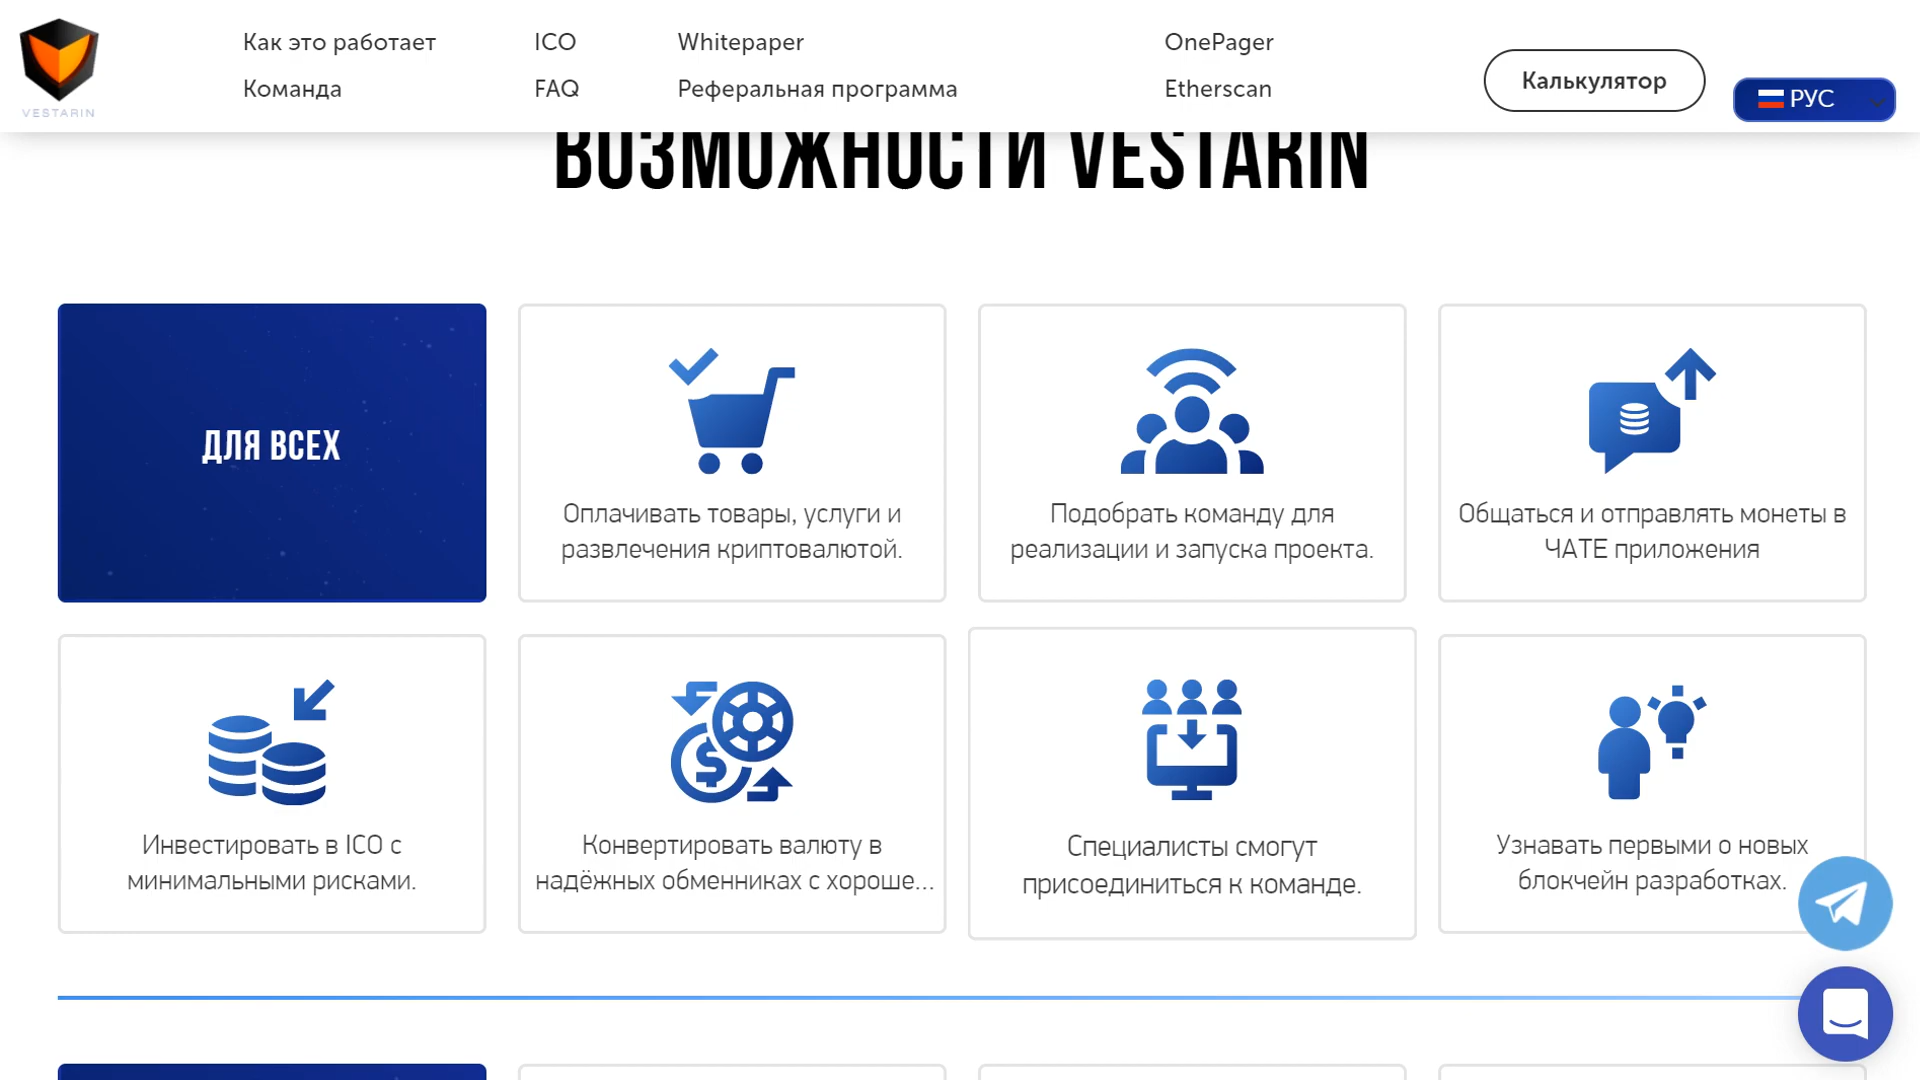 VESTARIN
Как это работает
ICO
Whitepaper
OnePager
Команда
FAQ
Реферальная программа
Etherscan
Калькулятор
РУС
ВОЗМОЖНОСТИ VESTARIN
ДЛЯ ВСЕХ
Оплачивать товары, услуги и
развлечения криптовалютой.
Подобрать команду для
реализации и запуска проекта.
Общаться и отправлять монеты в
ЧАТЕ приложения
Инвестировать в ICO с
минимальными рисками.
Конвертировать валюту в
надёжных обменниках с хороше...
Специалисты смогут
присоединиться к команде.
Узнавать первыми о новых
блокчейн разработках.